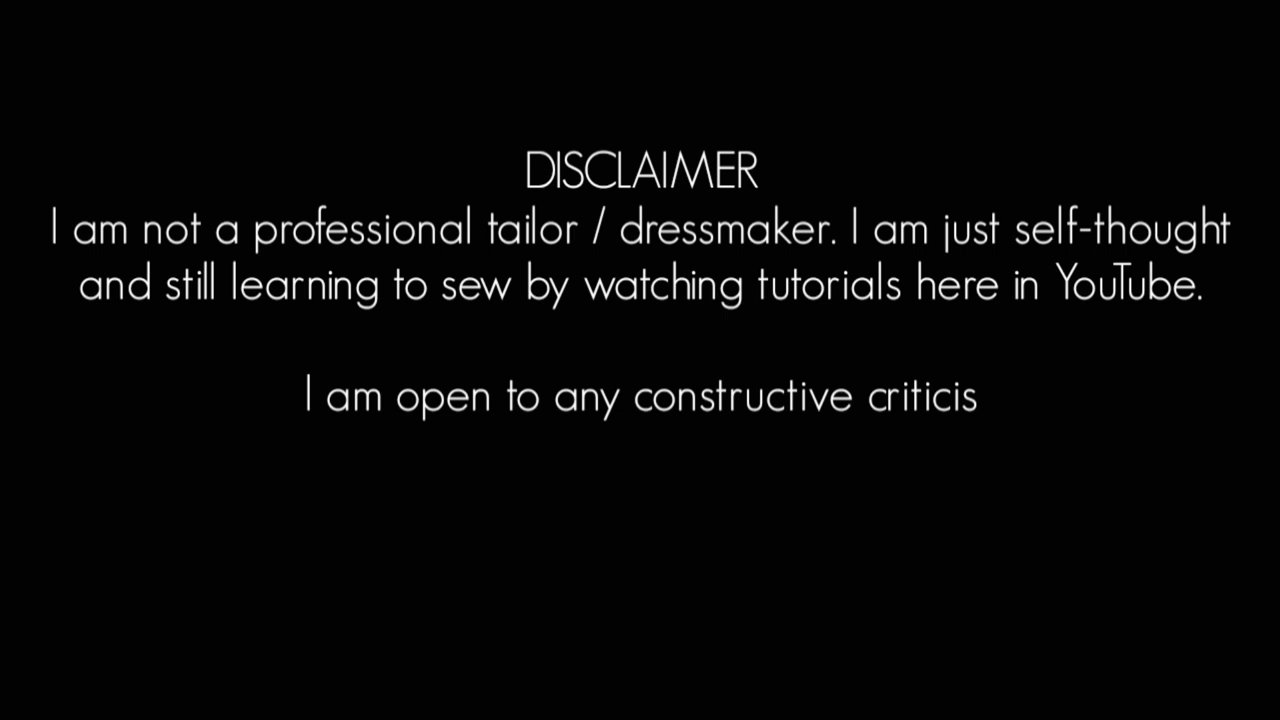 DISCLAIMER
I am not a professional tailor / dressmaker. I am just self-thought
and still learning to sew by watching tutorials here in YouTube.
I am open to any constructive criticis